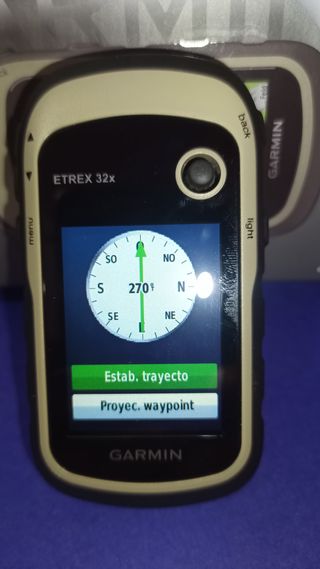 back
GARMIN
ETREX 32x
menu
light
O
SO
NO
S
270°
N
SE
NE
E
Estab. trayecto
Proyec. waypoint
GARMIN